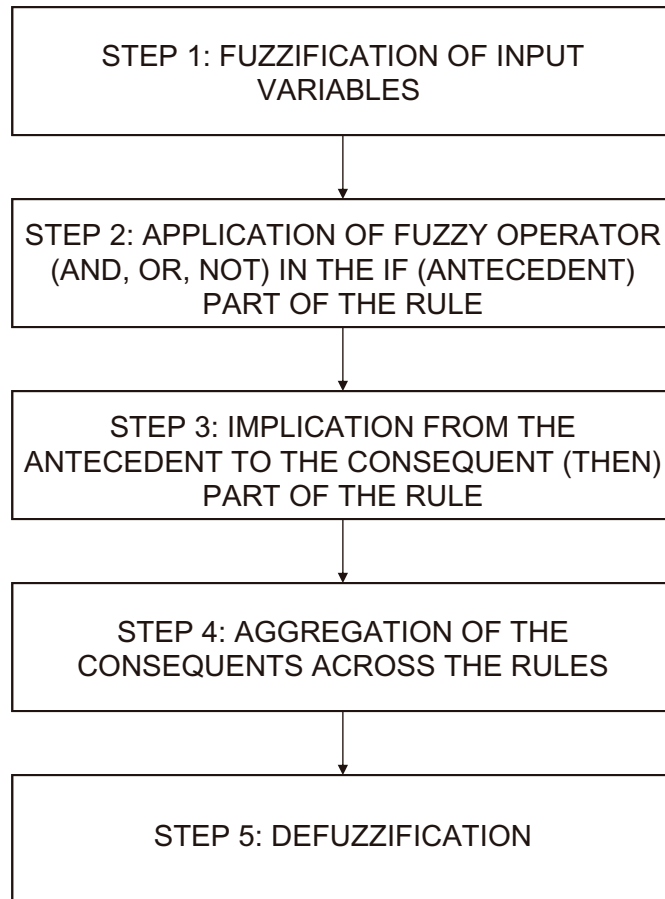 STEP 1: FUZZIFICATION OF INPUT
VARIABLES
STEP 2: APPLICATION OF FUZZY OPERATOR
(AND, OR, NOT) IN THE IF (ANTECEDENT)
PART OF THE RULE
STEP 3: IMPLICATION FROM THE
ANTECEDENT TO THE CONSEQUENT (THEN)
PART OF THE RULE
STEP 4: AGGREGATION OF THE
CONSEQUENTS ACROSS THE RULES
STEP 5: DEFUZZIFICATION